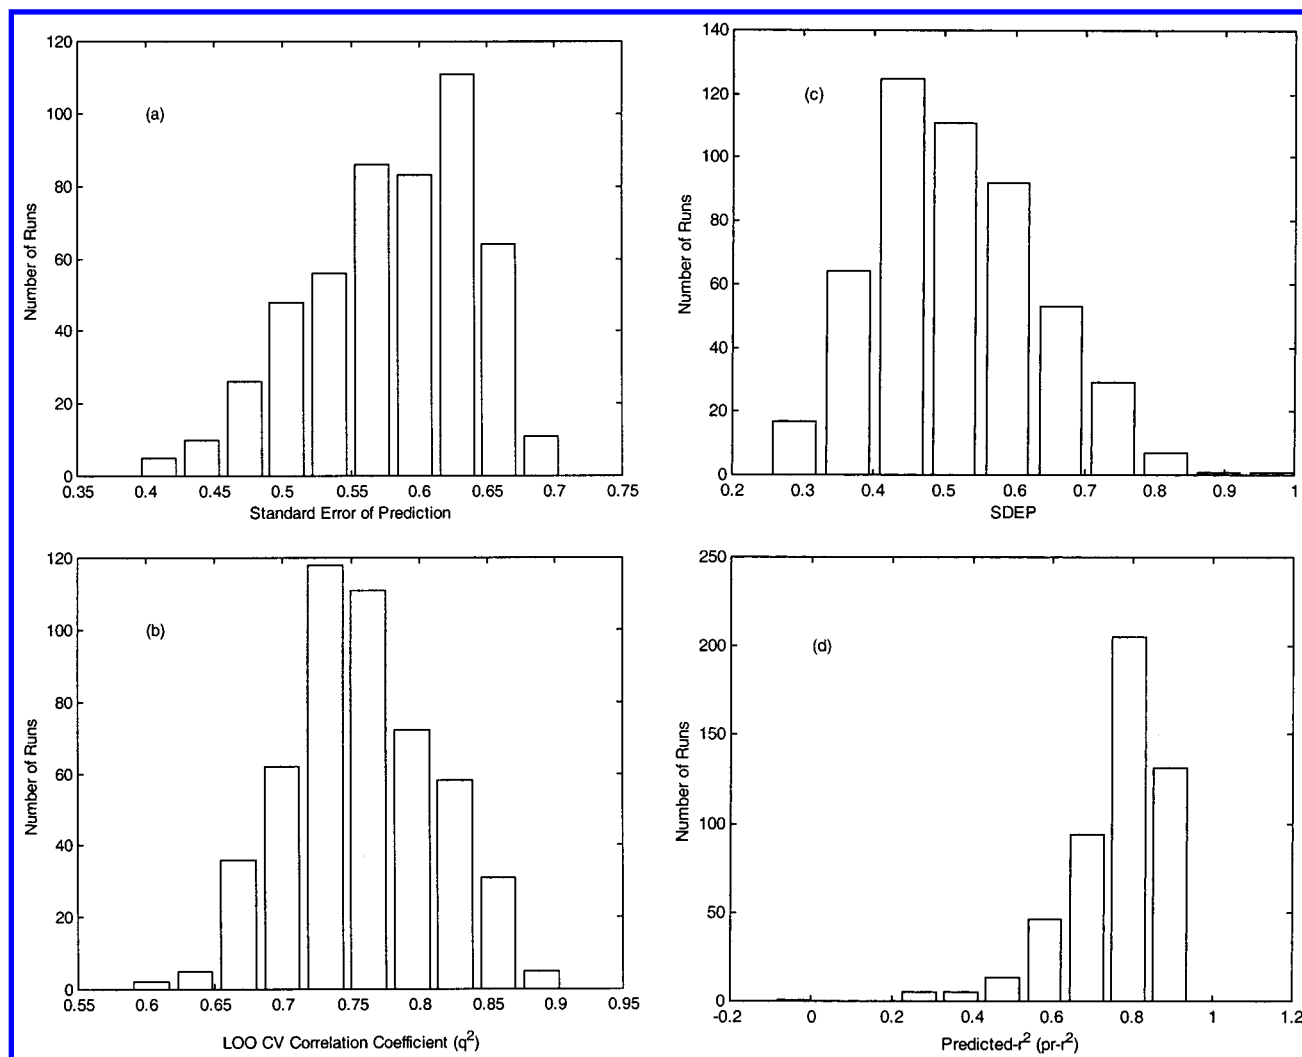 120
100
80
60
40
20
0
Number of Runs
(a)
0.35 0.4 0.45 0.5 0.55 0.6 0.65 0.7 0.75
Standard Error of Prediction
140
120
100
80
60
40
20
0
Number of Runs
(c)
0.2 0.3 0.4 0.5 0.6 0.7 0.8 0.9 1
SDEP
120
100
80
60
40
20
0
Number of Runs
(b)
0.55 0.6 0.65 0.7 0.75 0.8 0.85 0.9 0.95
LOO CV Correlation Coefficient (q²)
250
200
150
100
50
0
Number of Runs
(d)
-0.2 0 0.2 0.4 0.6 0.8 1 1.2
Predicted-r² (pr-r²)